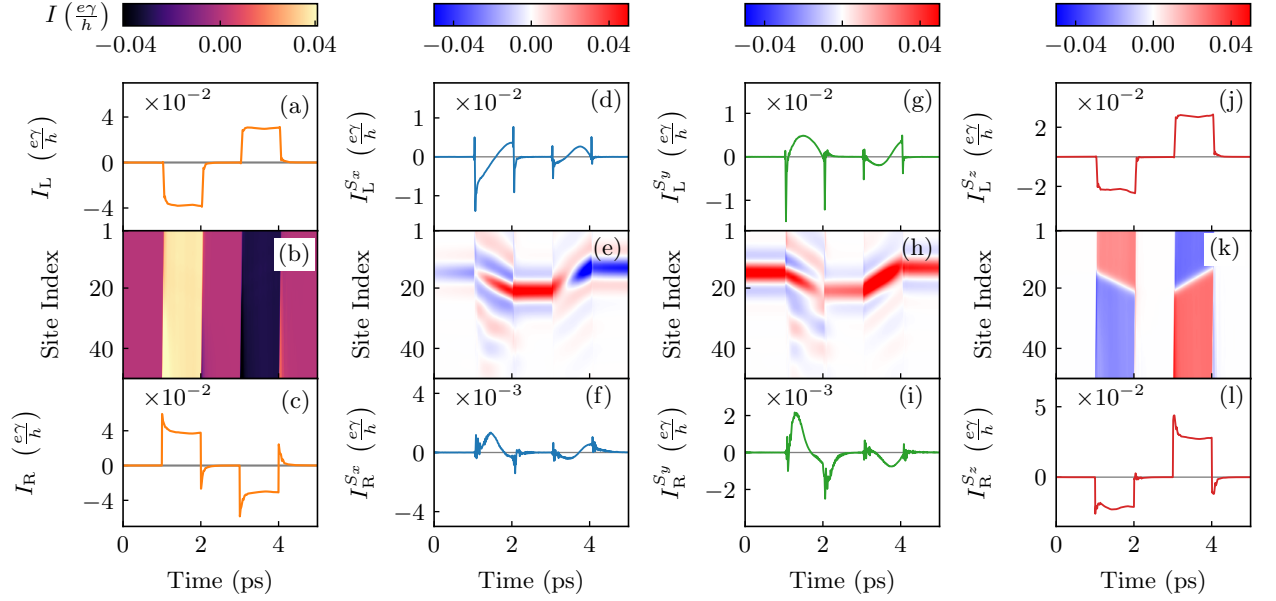 I (eγ/h)
−0.04 0.00 0.04
−0.04 0.00 0.04
−0.04 0.00 0.04
−0.04 0.00 0.04
×10⁻² (a)
4
0
−4
I_L (eγ/h)
×10⁻² (d)
1
0
−1
I_L^{S_x} (eγ/h)
×10⁻² (g)
1
0
−1
I_L^{S_y} (eγ/h)
×10⁻² (j)
2
0
−2
I_L^{S_z} (eγ/h)
(b)
1
20
40
Site Index
(e)
1
20
40
Site Index
(h)
1
20
40
Site Index
(k)
1
20
40
Site Index
×10⁻² (c)
4
0
−4
I_R (eγ/h)
0 2 4
Time (ps)
×10⁻³ (f)
4
0
−4
I_R^{S_x} (eγ/h)
0 2 4
Time (ps)
×10⁻³ (i)
2
0
−2
I_R^{S_y} (eγ/h)
0 2 4
Time (ps)
×10⁻² (l)
5
0
I_R^{S_z} (eγ/h)
0 2 4
Time (ps)